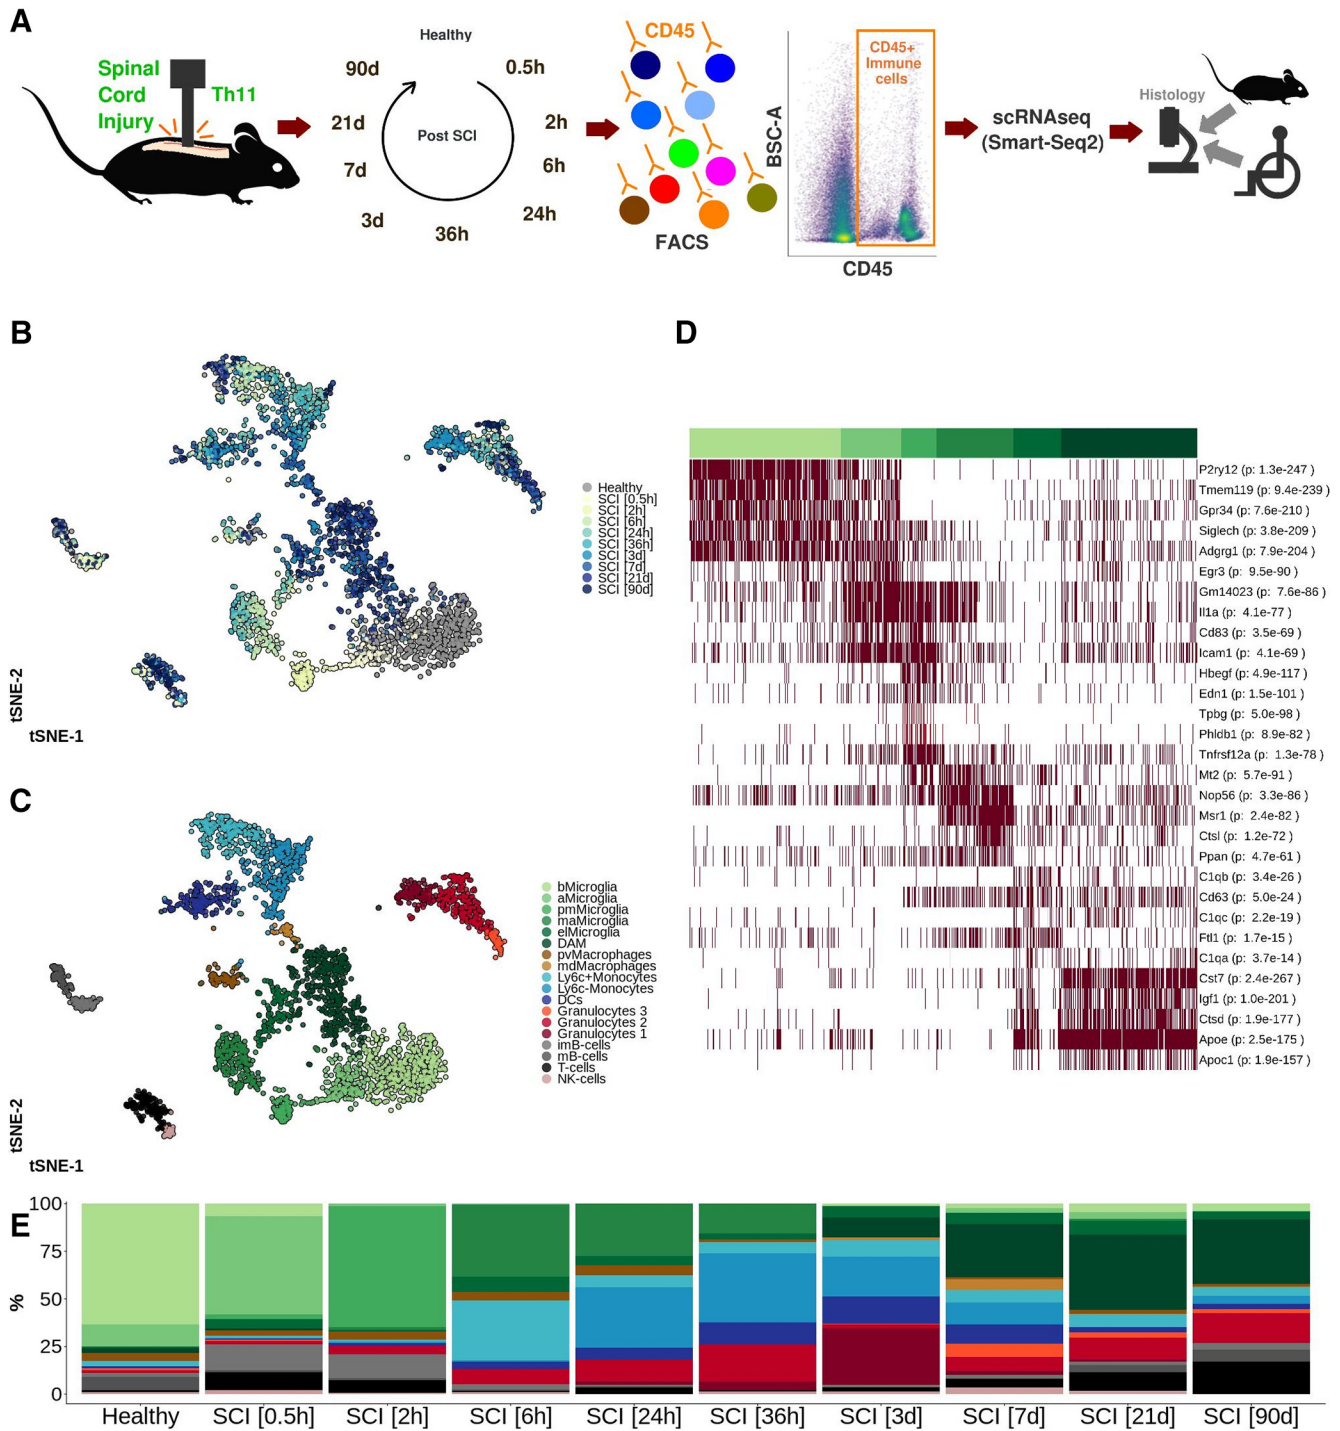 A
Spinal
Cord
Injury
Th11
Healthy
0.5h
2h
6h
24h
36h
3d
7d
21d
90d
Post SCI
CD45
FACS
BSC-A
CD45+
Immune
cells
CD45
scRNAseq
(Smart-Seq2)
Histology
B
tSNE-2
tSNE-1
Healthy
SCI [0.5h]
SCI [2h]
SCI [6h]
SCI [24h]
SCI [36h]
SCI [3d]
SCI [7d]
SCI [21d]
SCI [90d]
C
tSNE-2
tSNE-1
bMicroglia
aMicroglia
pmMicroglia
maMicroglia
elMicroglia
DAM
pvMacrophages
mdMacrophages
Ly6c+Monocytes
Ly6c-Monocytes
DCs
Granulocytes 3
Granulocytes 2
Granulocytes 1
imB-cells
mB-cells
T-cells
NK-cells
D
P2ry12 (p: 1.3e-247 )
Tmem119 (p: 9.4e-239 )
Gpr34 (p: 7.6e-210 )
Siglech (p: 3.8e-209 )
Adgrg1 (p: 7.9e-204 )
Egr3 (p: 9.5e-90 )
Gm14023 (p: 7.6e-86 )
Il1a (p: 4.1e-77 )
Cd83 (p: 3.5e-69 )
Icam1 (p: 4.1e-69 )
Hbegf (p: 4.9e-117 )
Edn1 (p: 1.5e-101 )
Tpbg (p: 5.0e-98 )
Phldb1 (p: 8.9e-82 )
Tnfrsf12a (p: 1.3e-78 )
Mt2 (p: 5.7e-91 )
Nop56 (p: 3.3e-86 )
Msr1 (p: 2.4e-82 )
Ctsl (p: 1.2e-72 )
Ppan (p: 4.7e-61 )
C1qb (p: 3.4e-26 )
Cd63 (p: 5.0e-24 )
C1qc (p: 2.2e-19 )
Ftl1 (p: 1.7e-15 )
C1qa (p: 3.7e-14 )
Cst7 (p: 2.4e-267 )
Igf1 (p: 1.0e-201 )
Ctsd (p: 1.9e-177 )
Apoe (p: 2.5e-175 )
Apoc1 (p: 1.9e-157 )
E
%
100
75
50
25
0
Healthy SCI [0.5h] SCI [2h] SCI [6h] SCI [24h] SCI [36h] SCI [3d] SCI [7d] SCI [21d] SCI [90d]